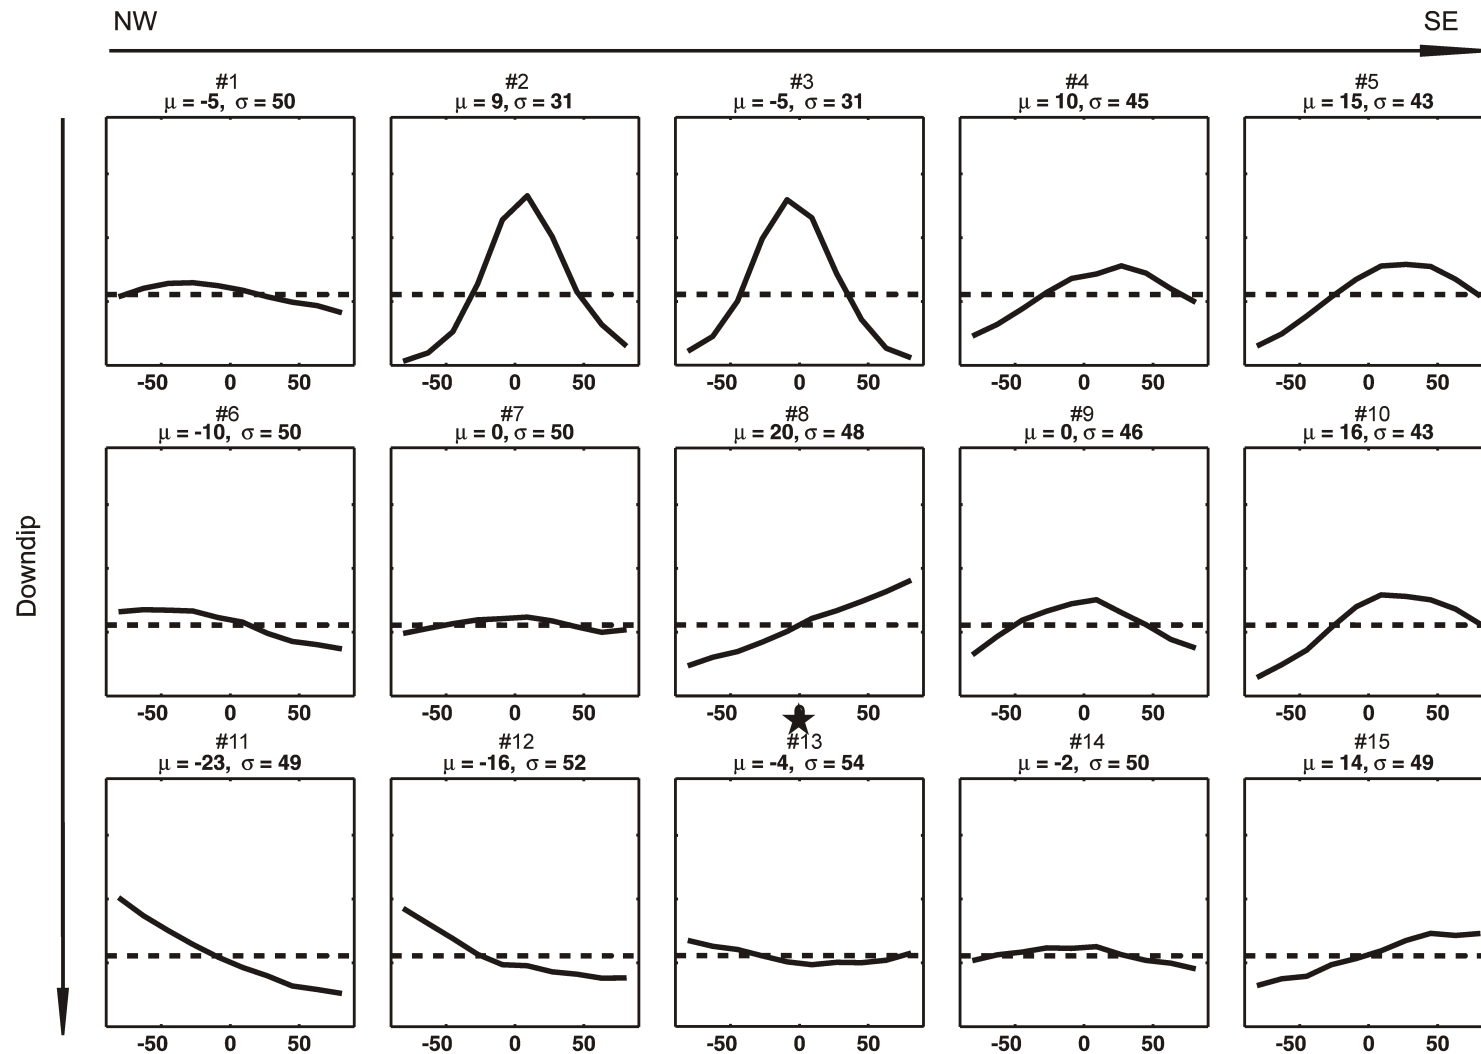 NW SE
#1 #2 #3 #4 #5
μ = -5, σ = 50 μ = 9, σ = 31 μ = -5, σ = 31 μ = 10, σ = 45 μ = 15, σ = 43
-50 0 50 -50 0 50 -50 0 50 -50 0 50 -50 0 50
#6 #7 #8 #9 #10
μ = -10, σ = 50 μ = 0, σ = 50 μ = 20, σ = 48 μ = 0, σ = 46 μ = 16, σ = 43
Downdip
-50 0 50 -50 0 50 -50 0 50 -50 0 50 -50 0 50
#11 #12 #13 #14 #15
μ = -23, σ = 49 μ = -16, σ = 52 μ = -4, σ = 54 μ = -2, σ = 50 μ = 14, σ = 49
-50 0 50 -50 0 50 -50 0 50 -50 0 50 -50 0 50